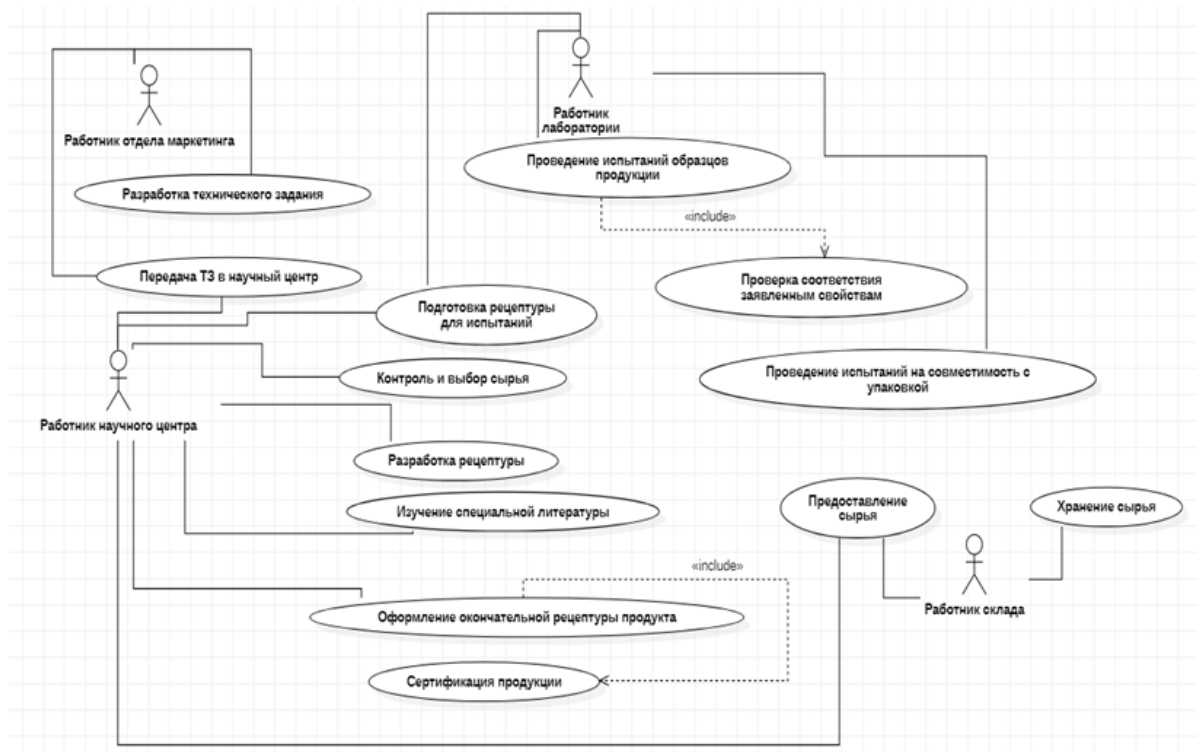 Работник отдела маркетинга
Разработка технического задания
Передача ТЗ в научный центр
Работник
лаборатории
Проведение испытаний образцов
продукции
«include»
Проверка соответствия
заявленным свойствам
Подготовка рецептуры
для испытаний
Проведение испытаний на совместимость с
упаковкой
Контроль и выбор сырья
Работник научного центра
Разработка рецептуры
Изучение специальной литературы
Предоставление
сырья
Хранение сырья
Работник склада
«include»
Оформление окончательной рецептуры продукта
Сертификация продукции